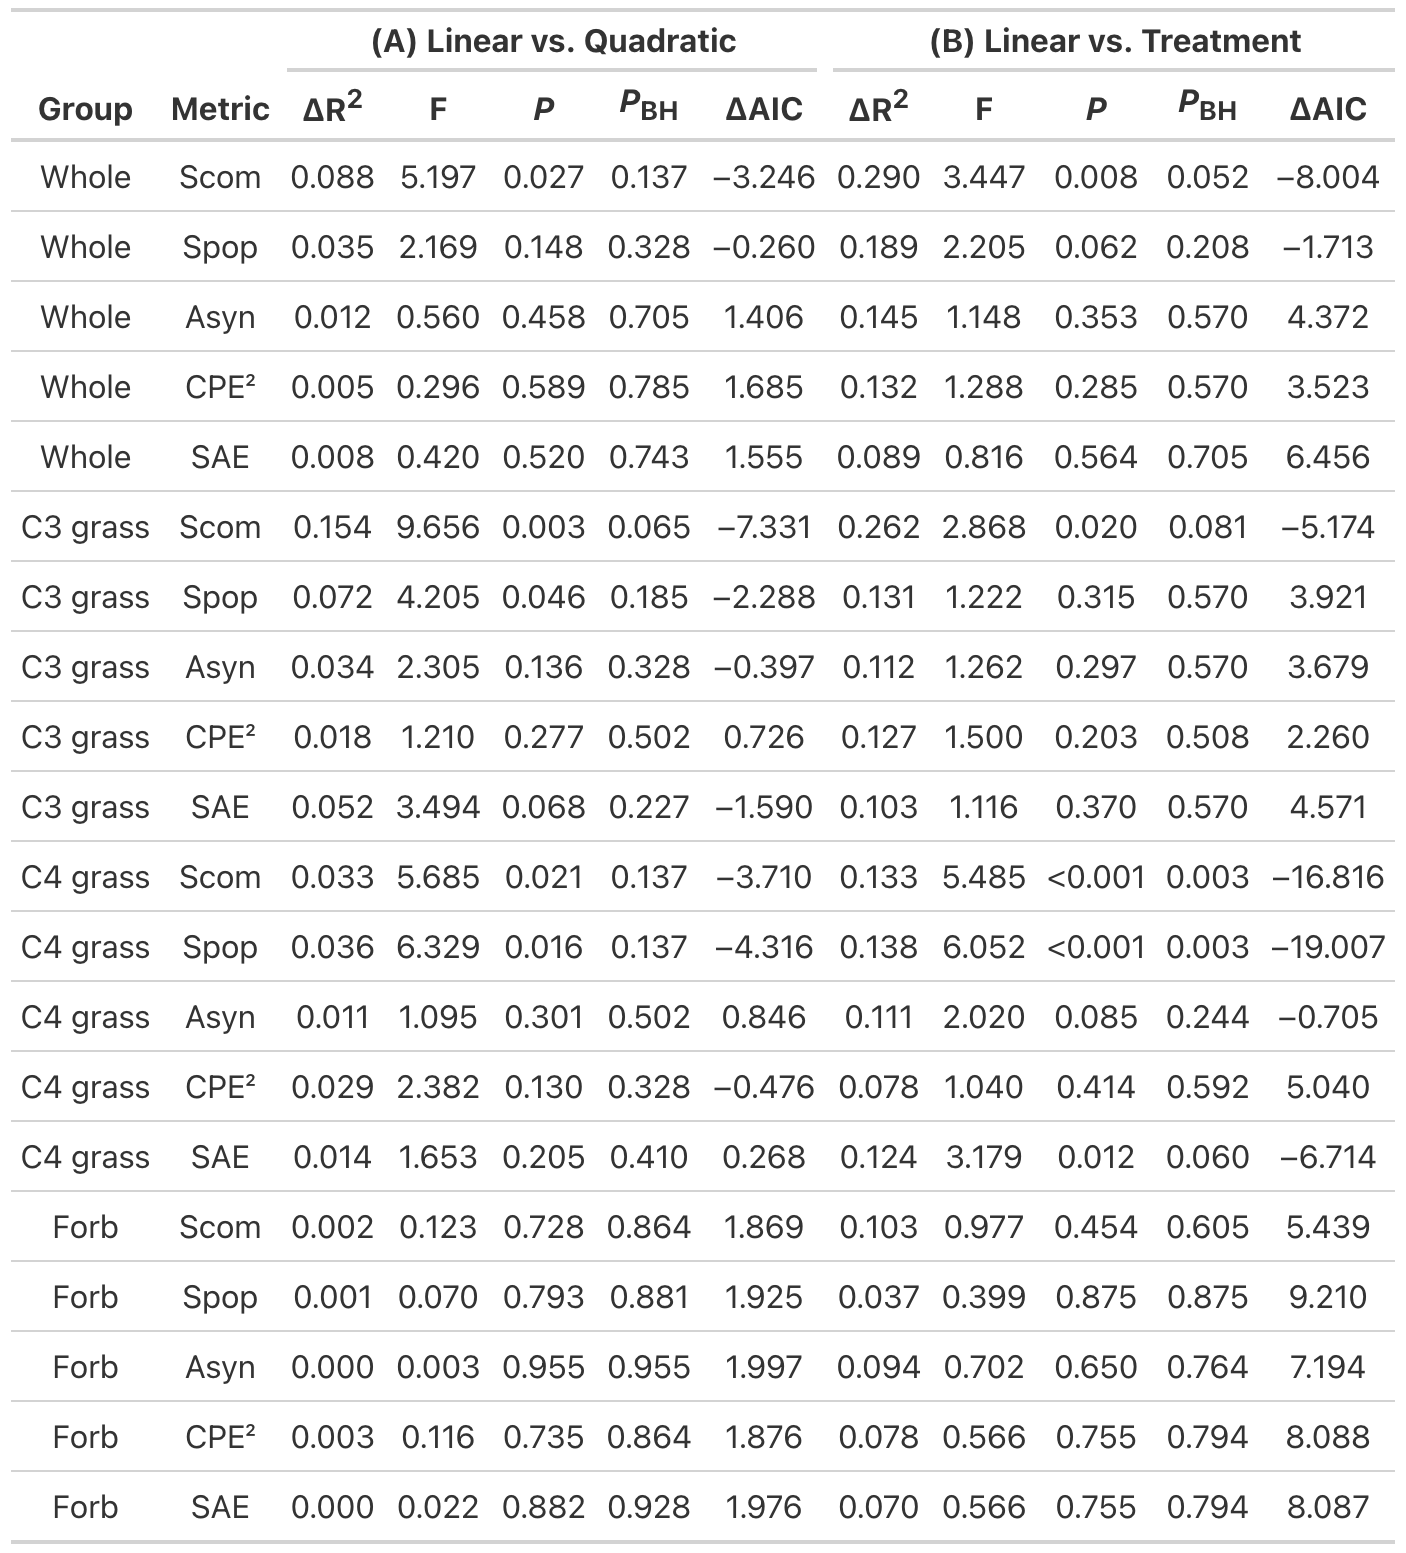 (A) Linear vs. Quadratic (B) Linear vs. Treatment
Group Metric ΔR² F P P_BH ΔAIC ΔR² F P P_BH ΔAIC
Whole Scom 0.088 5.197 0.027 0.137 −3.246 0.290 3.447 0.008 0.052 −8.004
Whole Spop 0.035 2.169 0.148 0.328 −0.260 0.189 2.205 0.062 0.208 −1.713
Whole Asyn 0.012 0.560 0.458 0.705 1.406 0.145 1.148 0.353 0.570 4.372
Whole CPE² 0.005 0.296 0.589 0.785 1.685 0.132 1.288 0.285 0.570 3.523
Whole SAE 0.008 0.420 0.520 0.743 1.555 0.089 0.816 0.564 0.705 6.456
C3 grass Scom 0.154 9.656 0.003 0.065 −7.331 0.262 2.868 0.020 0.081 −5.174
C3 grass Spop 0.072 4.205 0.046 0.185 −2.288 0.131 1.222 0.315 0.570 3.921
C3 grass Asyn 0.034 2.305 0.136 0.328 −0.397 0.112 1.262 0.297 0.570 3.679
C3 grass CPE² 0.018 1.210 0.277 0.502 0.726 0.127 1.500 0.203 0.508 2.260
C3 grass SAE 0.052 3.494 0.068 0.227 −1.590 0.103 1.116 0.370 0.570 4.571
C4 grass Scom 0.033 5.685 0.021 0.137 −3.710 0.133 5.485 <0.001 0.003 −16.816
C4 grass Spop 0.036 6.329 0.016 0.137 −4.316 0.138 6.052 <0.001 0.003 −19.007
C4 grass Asyn 0.011 1.095 0.301 0.502 0.846 0.111 2.020 0.085 0.244 −0.705
C4 grass CPE² 0.029 2.382 0.130 0.328 −0.476 0.078 1.040 0.414 0.592 5.040
C4 grass SAE 0.014 1.653 0.205 0.410 0.268 0.124 3.179 0.012 0.060 −6.714
Forb Scom 0.002 0.123 0.728 0.864 1.869 0.103 0.977 0.454 0.605 5.439
Forb Spop 0.001 0.070 0.793 0.881 1.925 0.037 0.399 0.875 0.875 9.210
Forb Asyn 0.000 0.003 0.955 0.955 1.997 0.094 0.702 0.650 0.764 7.194
Forb CPE² 0.003 0.116 0.735 0.864 1.876 0.078 0.566 0.755 0.794 8.088
Forb SAE 0.000 0.022 0.882 0.928 1.976 0.070 0.566 0.755 0.794 8.087